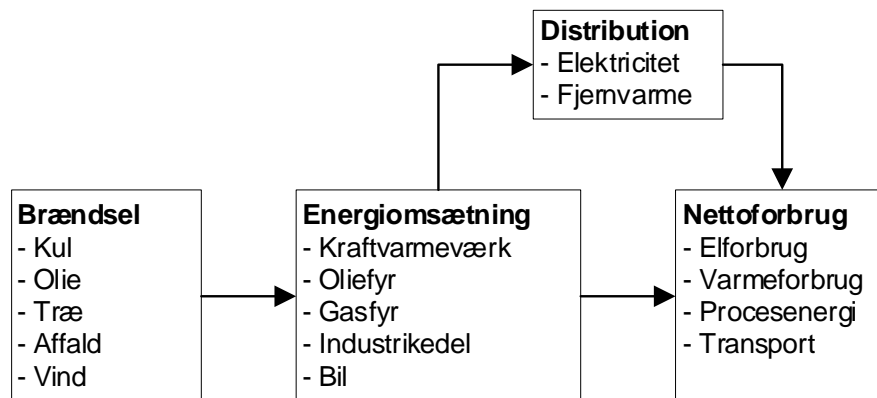 Distribution
- Elektricitet
- Fjernvarme
Brændsel
- Kul
- Olie
- Træ
- Affald
- Vind
Energiomsætning
- Kraftvarmeværk
- Oliefyr
- Gasfyr
- Industrikedel
- Bil
Nettoforbrug
- Elforbrug
- Varmeforbrug
- Procesenergi
- Transport